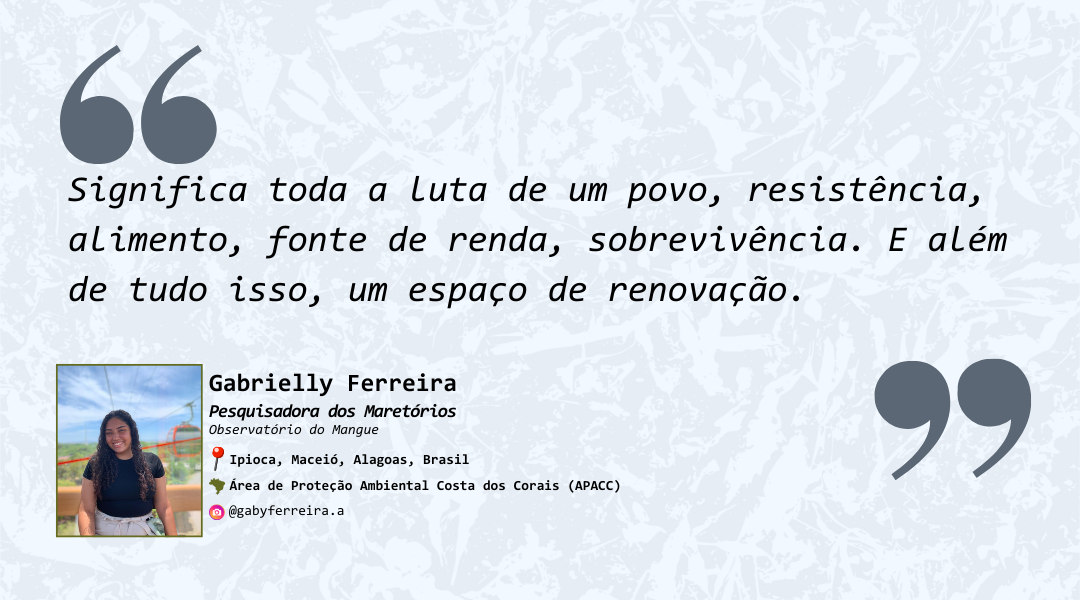 Significa toda a luta de um povo, resistência,
alimento, fonte de renda, sobrevivência. E além
de tudo isso, um espaço de renovação.
Gabrielly Ferreira
Pesquisadora dos Maretórios
Observatório do Mangue
Ipioca, Maceió, Alagoas, Brasil
Área de Proteção Ambiental Costa dos Corais (APACC)
@gabyferreira.a